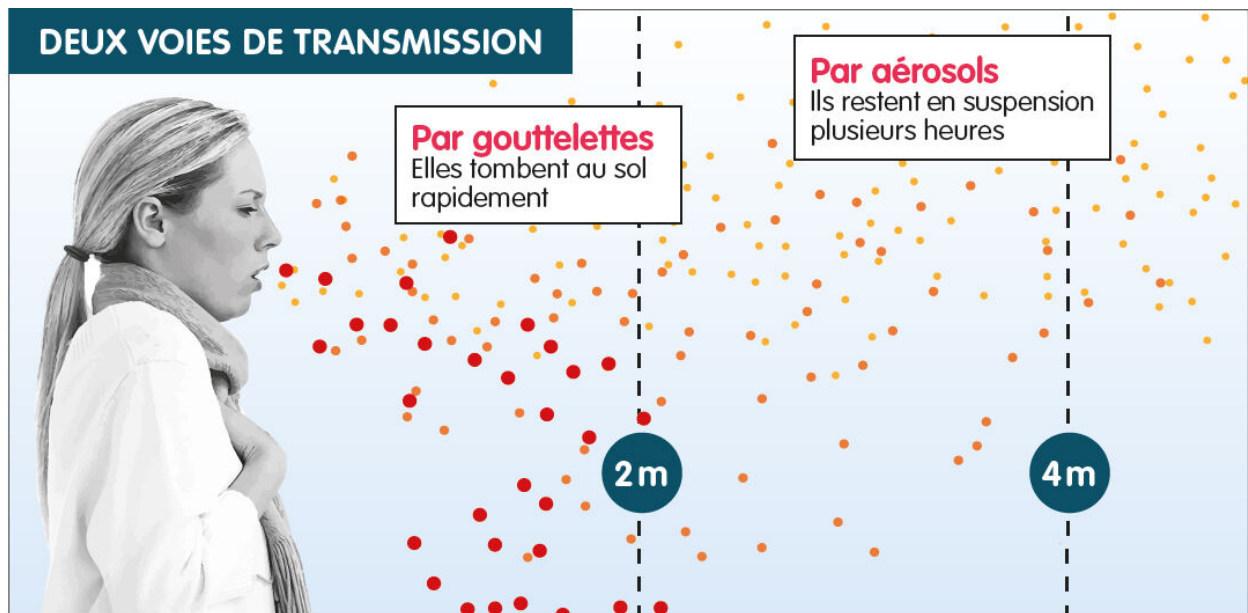 DEUX VOIES DE TRANSMISSION
Par gouttelettes
Elles tombent au sol
rapidement
Par aérosols
Ils restent en suspension
plusieurs heures
2 m
4 m